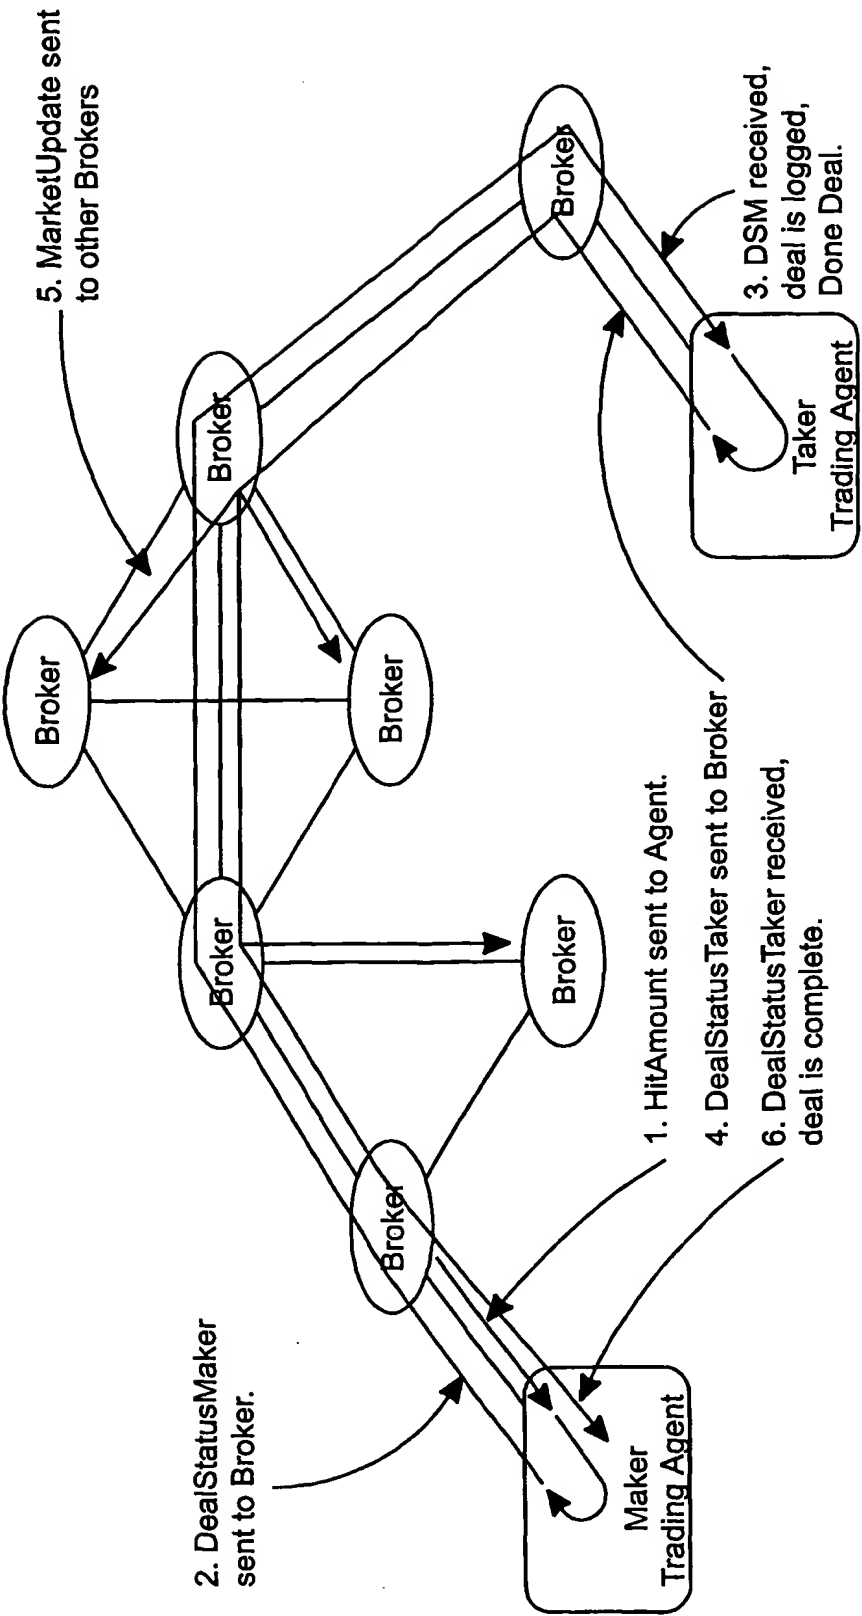 Broker
5. MarketUpdate sent
to other Brokers
2. DealStatusMaker
sent to Broker.
Broker
Broker
Broker
Broker
Broker
Broker
Maker
Trading Agent
1. HitAmount sent to Agent.
4. DealStatusTaker sent to Broker
6. DealStatusTaker received,
deal is complete.
3. DSM received,
deal is logged,
Done Deal.
Taker
Trading Agent